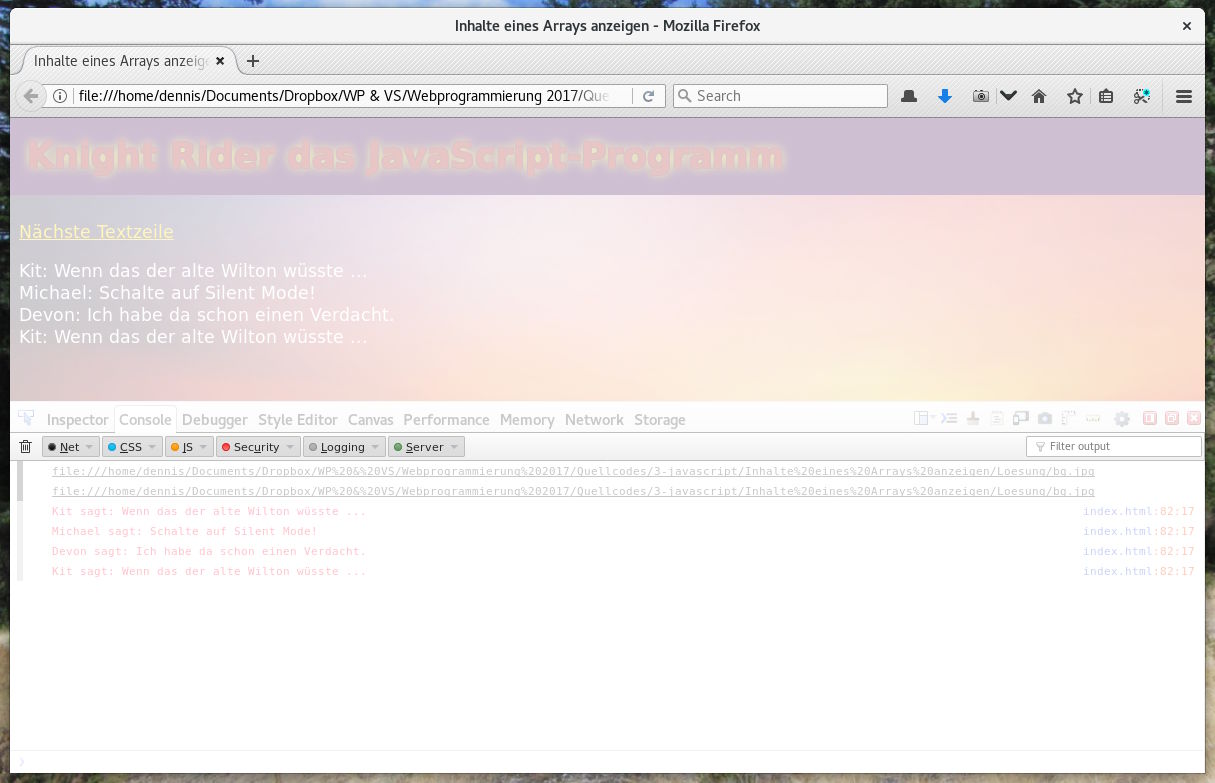 Inhalte eines Arrays anzeigen - Mozilla Firefox
Inhalte eines Arrays anzeige
file:///home/dennis/Documents/Dropbox/WP & VS/Webprogrammierung 2017/Que
Search
Knight Rider das JavaScript-Programm
Nächste Textzeile
Kit: Wenn das der alte Wilton wüsste ...
Michael: Schalte auf Silent Mode!
Devon: Ich habe da schon einen Verdacht.
Kit: Wenn das der alte Wilton wüsste ...
Inspector Console Debugger Style Editor Canvas Performance Memory Network Storage
Net CSS JS Security Logging Server Filter output
file:///home/dennis/Documents/Dropbox/WP%20&%20VS/Webprogrammierung%202017/Quellcodes/3-javascript/Inhalte%20eines%20Arrays%20anzeigen/Loesung/bg.jpg
file:///home/dennis/Documents/Dropbox/WP%20&%20VS/Webprogrammierung%202017/Quellcodes/3-javascript/Inhalte%20eines%20Arrays%20anzeigen/Loesung/bg.jpg
Kit sagt: Wenn das der alte Wilton wüsste ... index.html:82:17
Michael sagt: Schalte auf Silent Mode! index.html:82:17
Devon sagt: Ich habe da schon einen Verdacht. index.html:82:17
Kit sagt: Wenn das der alte Wilton wüsste ... index.html:82:17